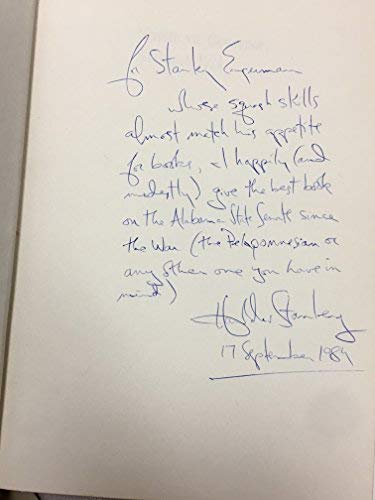 for Stanley Engerman
whose squash skills
almost match his appetite
for books, I happily (and
modestly) give the best book
on the Alabama State Senate since
the War (the Peloponnesian or
any other one you have in
mind)
17 September 1984